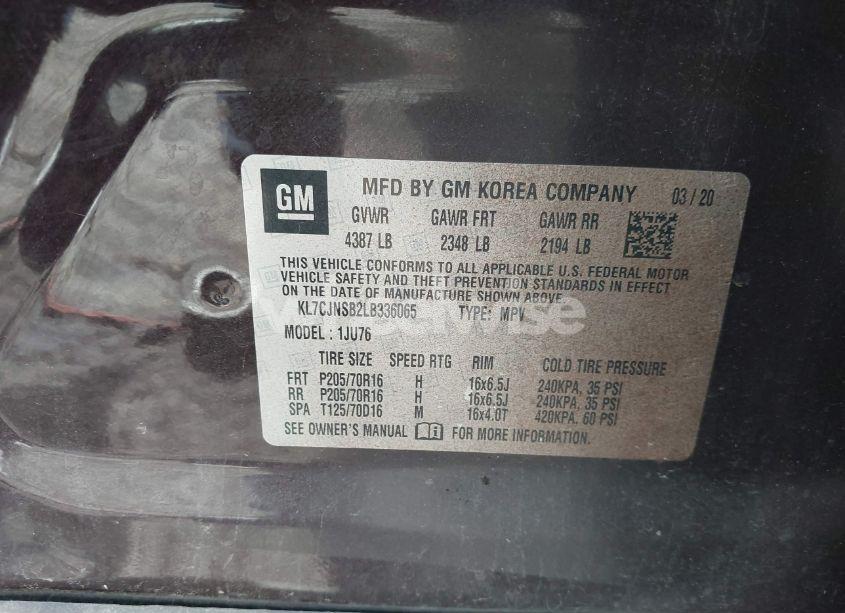 GM
MFD BY GM KOREA COMPANY 03 / 20
GVWR GAWR FRT GAWR RR
4387 LB 2348 LB 2194 LB
THIS VEHICLE CONFORMS TO ALL APPLICABLE U.S. FEDERAL MOTOR
VEHICLE SAFETY AND THEFT PREVENTION STANDARDS IN EFFECT
ON THE DATE OF MANUFACTURE SHOWN ABOVE.
KL7CJNSB2LB336065 TYPE: MPV
MODEL : 1JU76
TIRE SIZE SPEED RTG RIM COLD TIRE PRESSURE
FRT P205/70R16 H 16x6.5J 240KPA, 35 PSI
RR P205/70R16 H 16x6.5J 240KPA, 35 PSI
SPA T125/70D16 M 16x4.0T 420KPA, 60 PSI
SEE OWNER'S MANUAL FOR MORE INFORMATION.